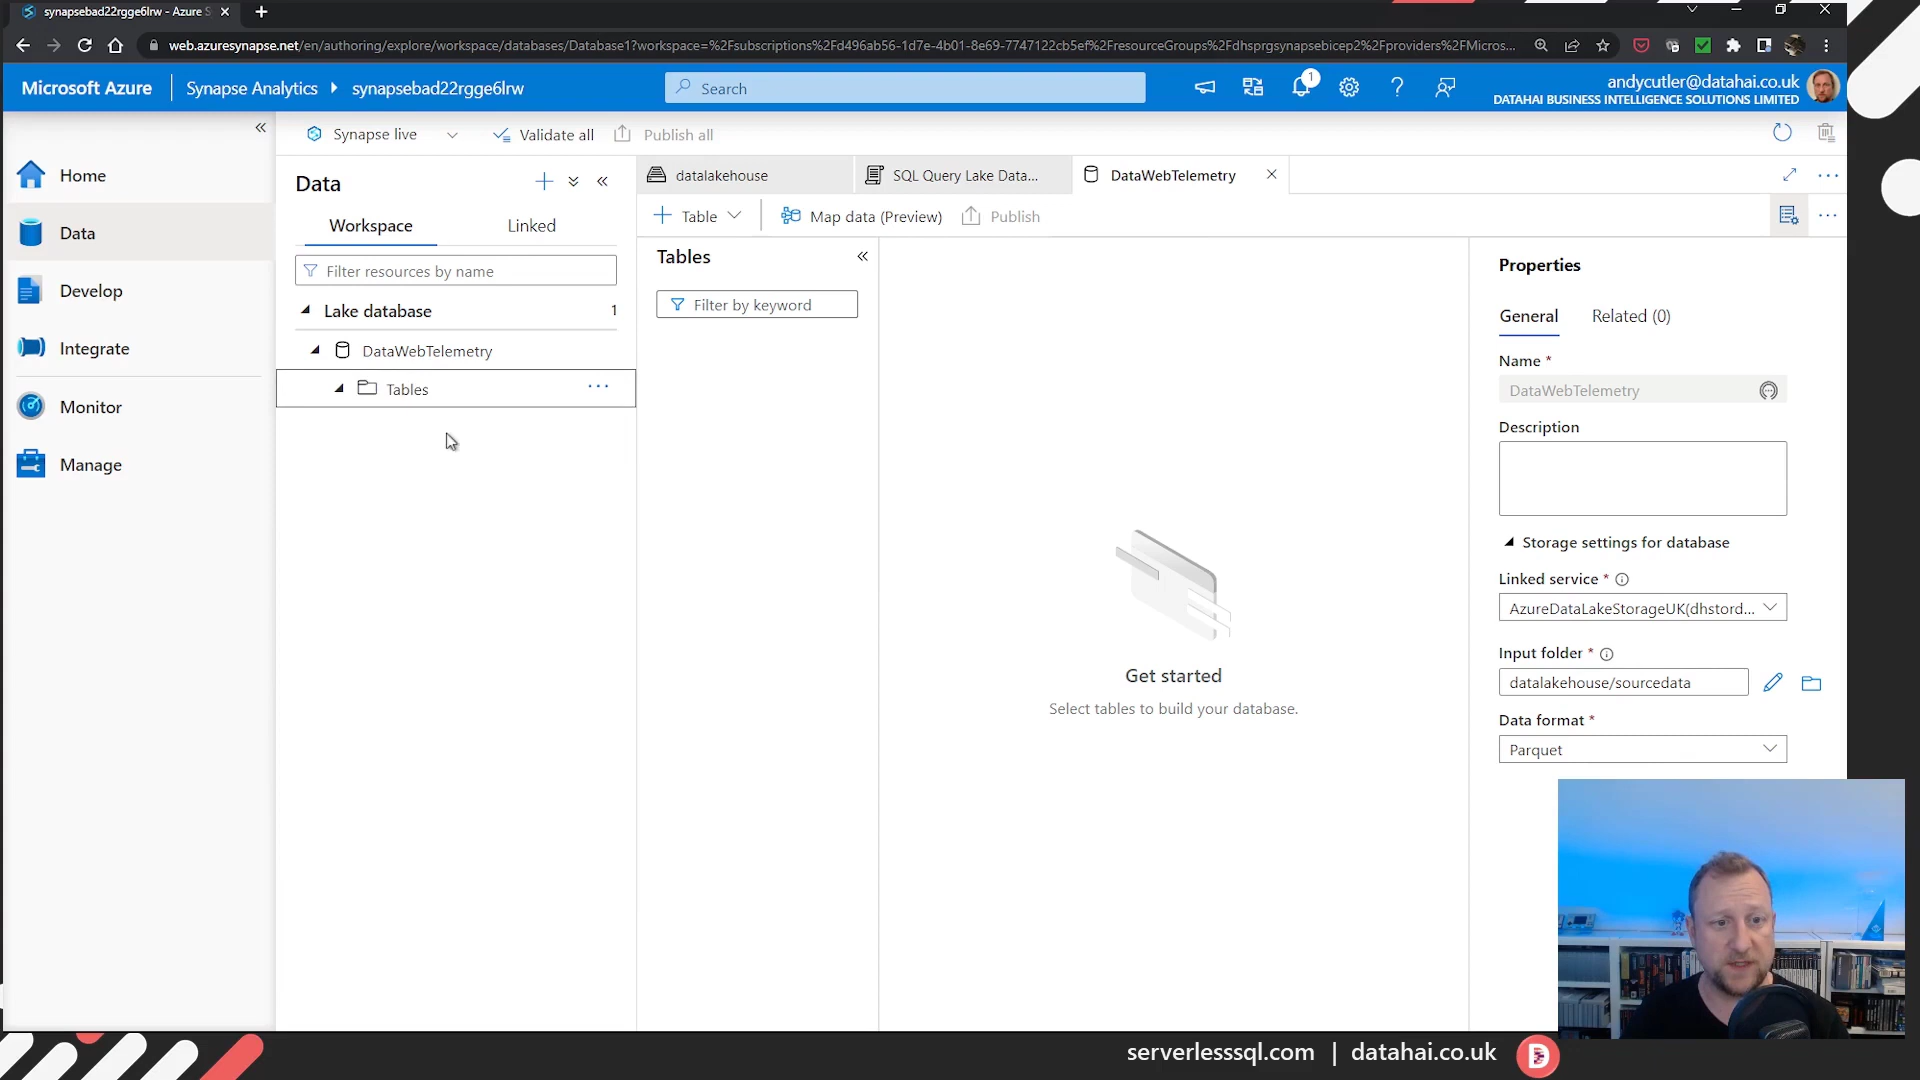 synapsebad22rgge6lrw - Azure S
web.azuresynapse.net/en/authoring/explore/workspace/databases/Database1?workspace=%2Fsubscriptions%2Fd496ab56-1d7e-4b01-8e69-7747122cb5ef%2FresourceGroups%2Fdhsprgsynapsebicep2%2Fproviders%2FMicros...
Microsoft Azure
Synapse Analytics
synapsebad22rgge6lrw
Search
1
andycutler@datahai.co.uk
DATAHAI BUSINESS INTELLIGENCE SOLUTIONS LIMITED
Home
Data
Develop
Integrate
Monitor
Manage
Synapse live
Validate all
Publish all
Data
Workspace
Linked
Filter resources by name
Lake database
1
DataWebTelemetry
Tables
datalakehouse
SQL Query Lake Data...
DataWebTelemetry
Table
Map data (Preview)
Publish
Tables
Filter by keyword
Get started
Select tables to build your database.
Properties
General
Related (0)
Name *
DataWebTelemetry
Description
Storage settings for database
Linked service *
AzureDataLakeStorageUK(dhstord...
Input folder *
datalakehouse/sourcedata
Data format *
Parquet
serverlesssql.com | datahai.co.uk
D